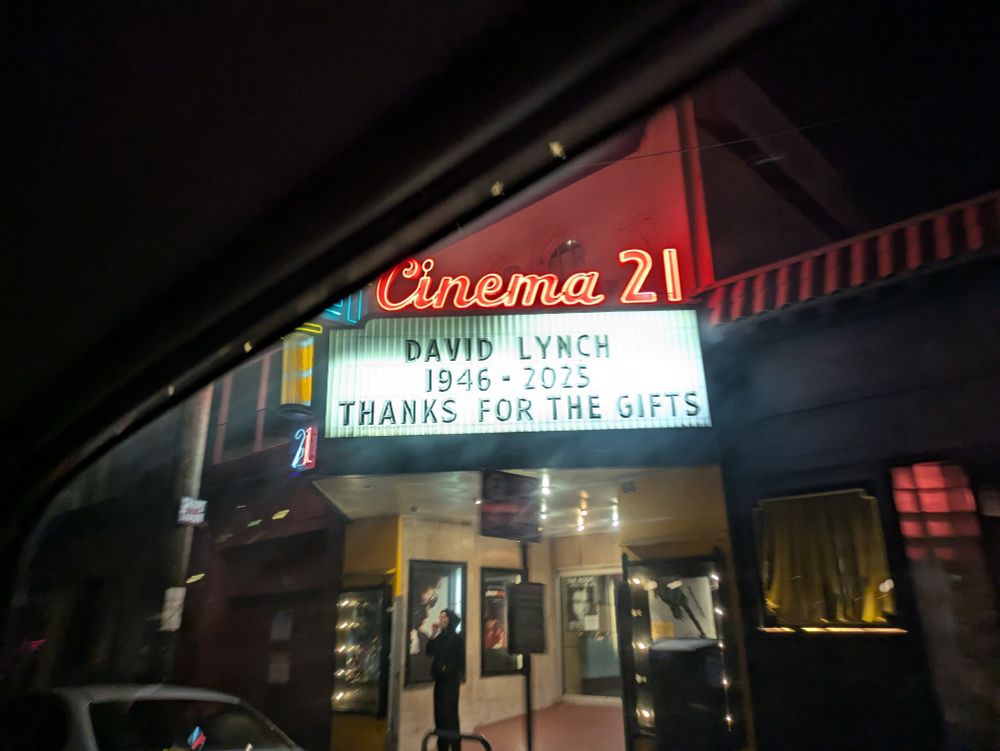 Cinema 21
DAVID LYNCH
1946 - 2025
THANKS FOR THE GIFTS
21